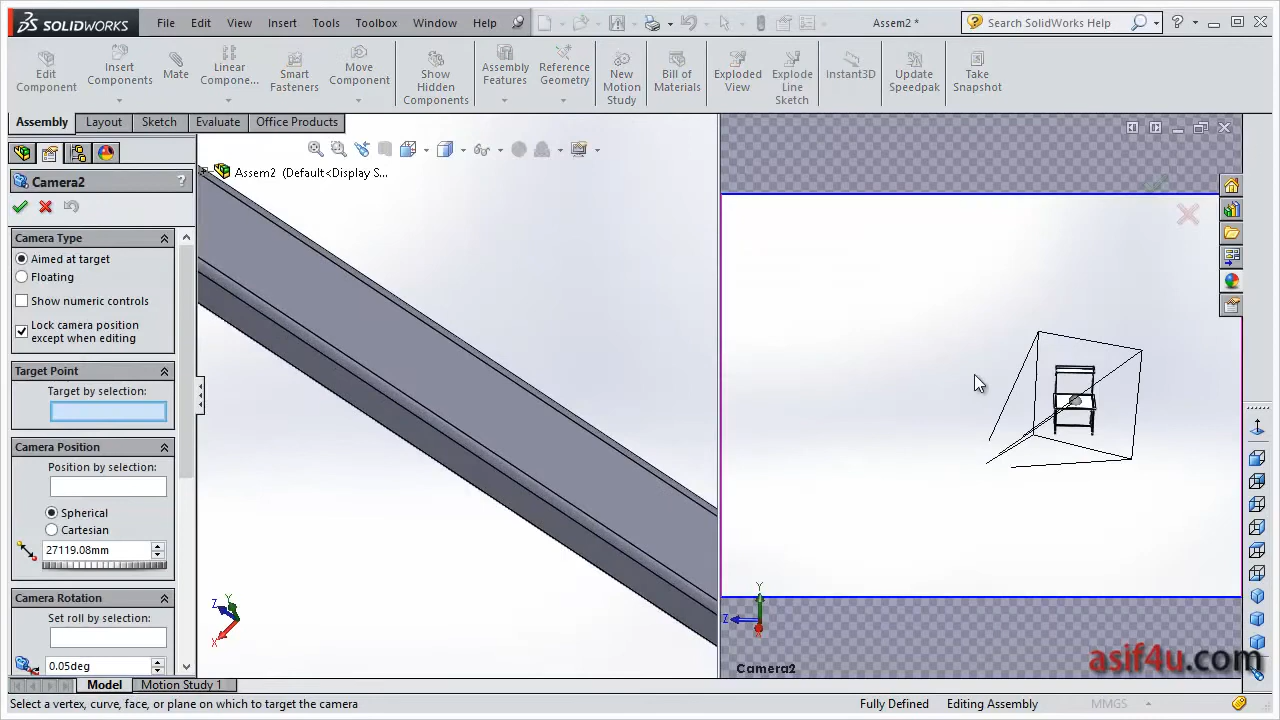 SOLIDWORKS File Edit View Insert Tools Toolbox Window Help Assem2 * Search SolidWorks Help ?
Edit Component
Insert Components
Mate
Linear Compone...
Smart Fasteners
Move Component
Show Hidden Components
Assembly Features
Reference Geometry
New Motion Study
Bill of Materials
Exploded View
Explode Line Sketch
Instant3D
Update Speedpak
Take Snapshot
Assembly Layout Sketch Evaluate Office Products
Assem2 (Default<Display S...
Camera2 ?
Camera Type
Aimed at target
Floating
Show numeric controls
Lock camera position
except when editing
Target Point
Target by selection:
Camera Position
Position by selection:
Spherical
Cartesian
27119.08mm
Camera Rotation
Set roll by selection:
0.05deg
Z Y X
Y Z
Camera2
asif4u.com
Model Motion Study 1
Select a vertex, curve, face, or plane on which to target the camera Fully Defined Editing Assembly MMGS